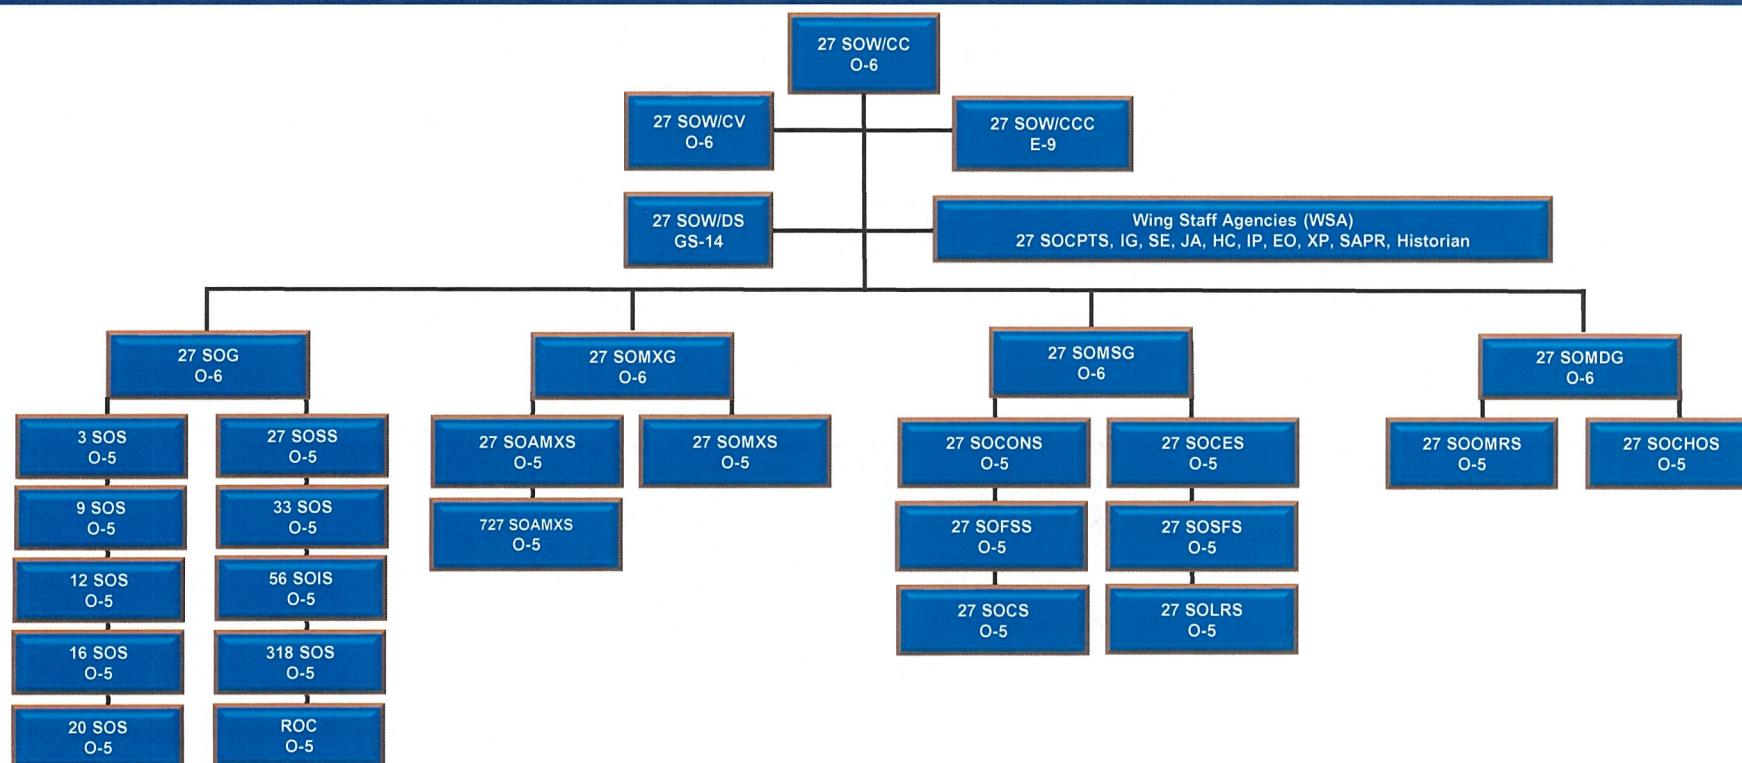 27 SOW/CC
O-6
27 SOW/CV
O-6
27 SOW/CCC
E-9
27 SOW/DS
GS-14
Wing Staff Agencies (WSA)
27 SOCPTS, IG, SE, JA, HC, IP, EO, XP, SAPR, Historian
27 SOG
O-6
27 SOMXG
O-6
27 SOMSG
O-6
27 SOMDG
O-6
3 SOS
O-5
27 SOSS
O-5
9 SOS
O-5
33 SOS
O-5
12 SOS
O-5
56 SOIS
O-5
16 SOS
O-5
318 SOS
O-5
20 SOS
O-5
ROC
O-5
27 SOAMXS
O-5
27 SOMXS
O-5
727 SOAMXS
O-5
27 SOCONS
O-5
27 SOCES
O-5
27 SOFSS
O-5
27 SOSFS
O-5
27 SOCS
O-5
27 SOLRS
O-5
27 SOOMRS
O-5
27 SOCHOS
O-5